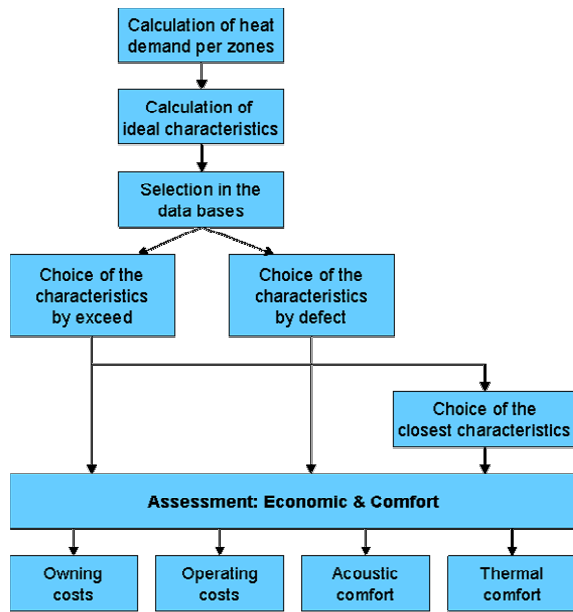 Calculation of heat
demand per zones
Calculation of
ideal characteristics
Selection in the
data bases
Choice of the
characteristics
by exceed
Choice of the
characteristics
by defect
Choice of the
closest characteristics
Assessment: Economic & Comfort
Owning
costs
Operating
costs
Acoustic
comfort
Thermal
comfort